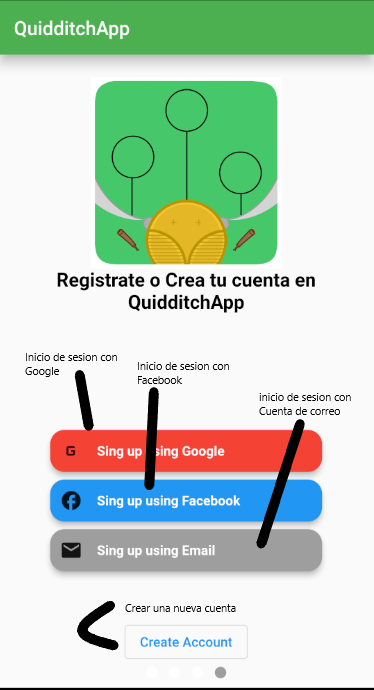 QuidditchApp
Registrate o Crea tu cuenta en
QuidditchApp
Inicio de sesion con
Google
Inicio de sesion con
Facebook
inicio de sesion con
Cuenta de correo
G Sing up using Google
Sing up using Facebook
Sing up using Email
Crear una nueva cuenta
Create Account